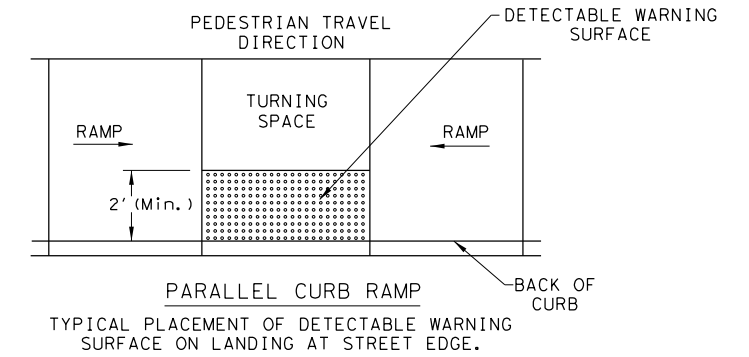 PEDESTRIAN TRAVEL
DIRECTION
DETECTABLE WARNING
SURFACE
TURNING
SPACE
RAMP
RAMP
2' (Min.)
BACK OF
CURB
PARALLEL CURB RAMP
TYPICAL PLACEMENT OF DETECTABLE WARNING
SURFACE ON LANDING AT STREET EDGE.